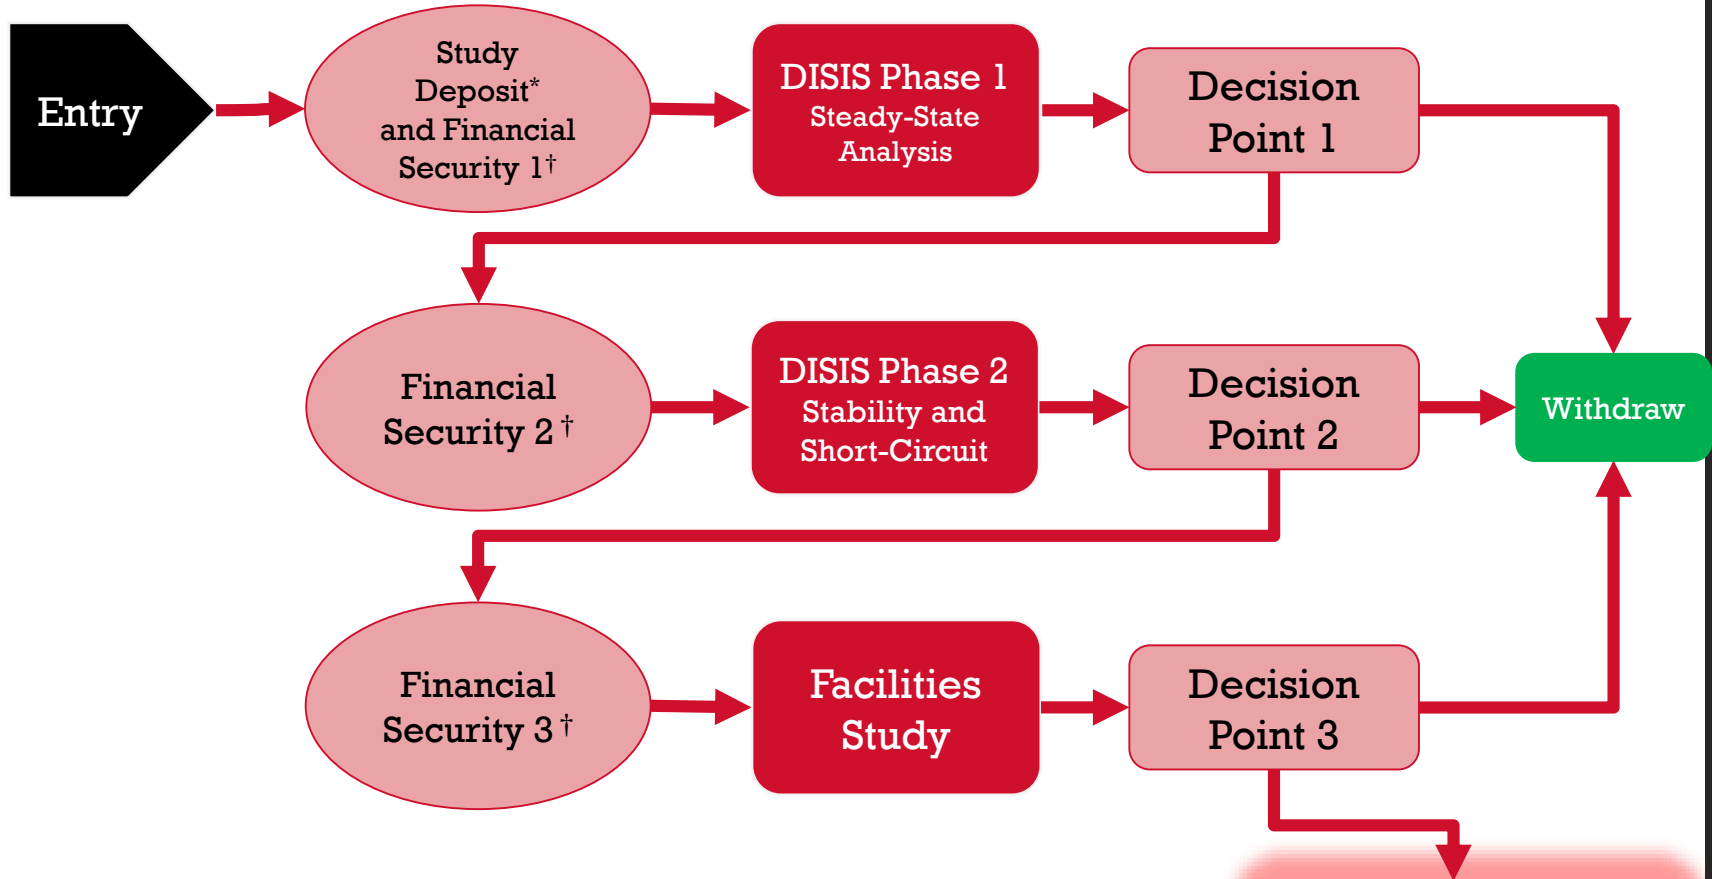 Entry
Study
Deposit*
and Financial
Security 1†
DISIS Phase 1
Steady-State
Analysis
Decision
Point 1
Financial
Security 2 †
DISIS Phase 2
Stability and
Short-Circuit
Decision
Point 2
Withdraw
Financial
Security 3 †
Facilities
Study
Decision
Point 3